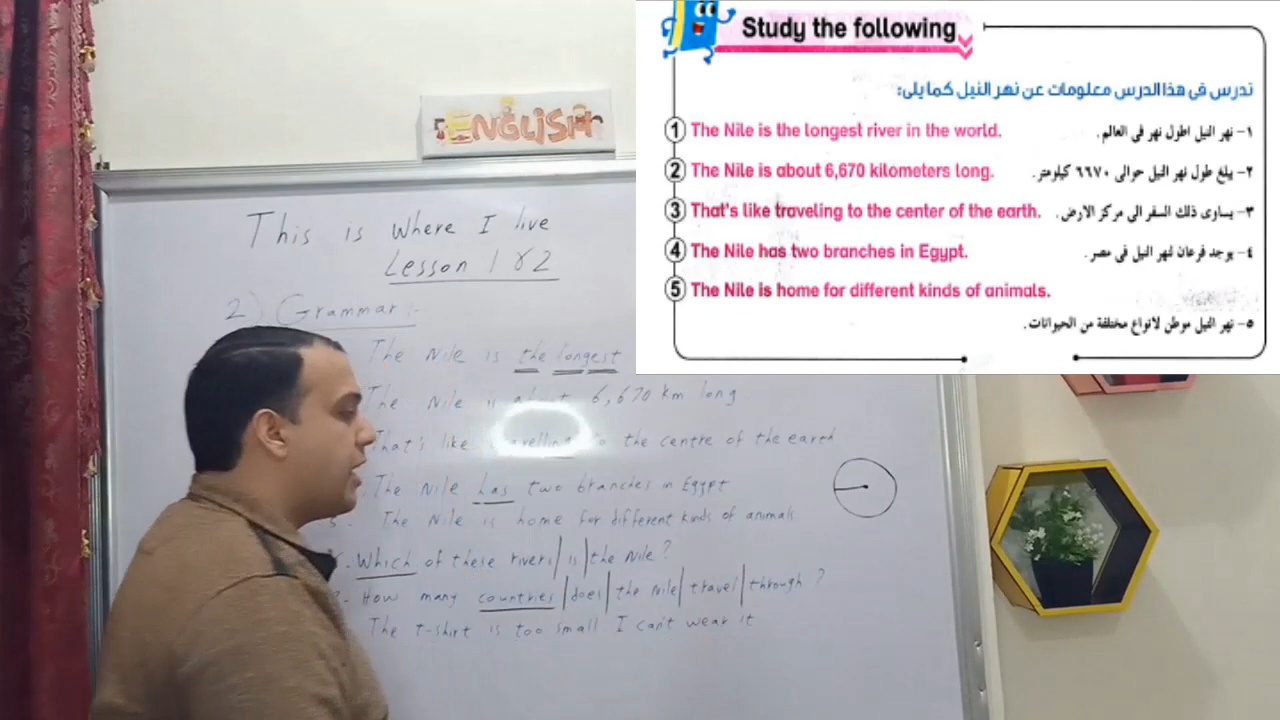 Study the following
تدرس في هذا الدرس معلومات عن نهر النيل كما يلي:
1 The Nile is the longest river in the world.
١- نهر النيل اطول نهر في العالم.
2 The Nile is about 6,670 kilometers long.
٢- يبلغ طول نهر النيل حوالى ٦٦٧٠ كيلومتر.
3 That's like traveling to the center of the earth.
٣- يساوى ذلك السفر الى مركز الارض.
4 The Nile has two branches in Egypt.
٤- يوجد فرعان لنهر النيل فى مصر.
5 The Nile is home for different kinds of animals.
٥- نهر النيل موطن لانواع مختلفة من الحيوانات.
ENGLISH
This is where I live
Lesson 1 & 2
2) Grammar:-
The Nile is the longest
The Nile is about 6,670 km long
That's like travelling to the centre of the earth
The Nile has two branches in Egypt
The Nile is home for different kinds of animals
Which of these rivers | is | the Nile?
How many countries | does | the Nile | travel | through ?
The t-shirt is too small I can't wear it